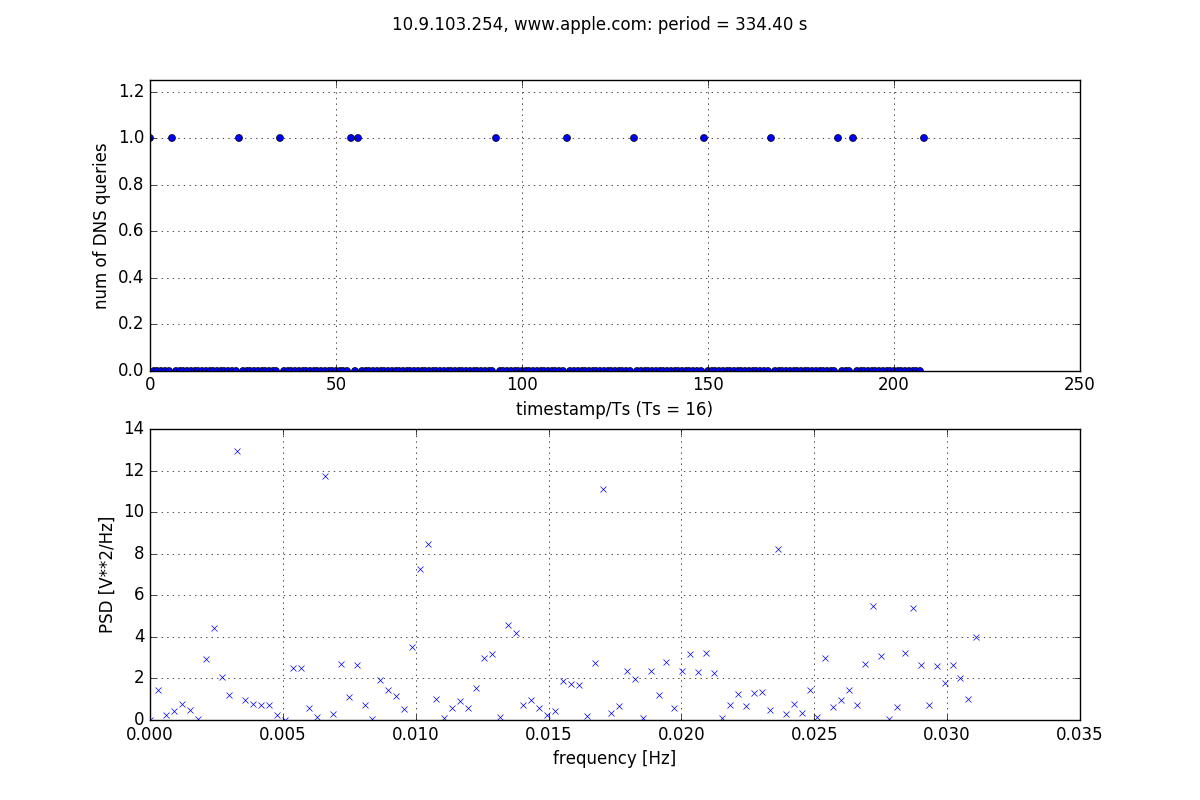 10.9.103.254, www.apple.com: period = 334.40 s
1.2
1.0
0.8
0.6
0.4
0.2
0.0
num of DNS queries
0 50 100 150 200 250
timestamp/Ts (Ts = 16)
14
12
10
8
6
4
2
0
PSD [V**2/Hz]
0.000 0.005 0.010 0.015 0.020 0.025 0.030 0.035
frequency [Hz]